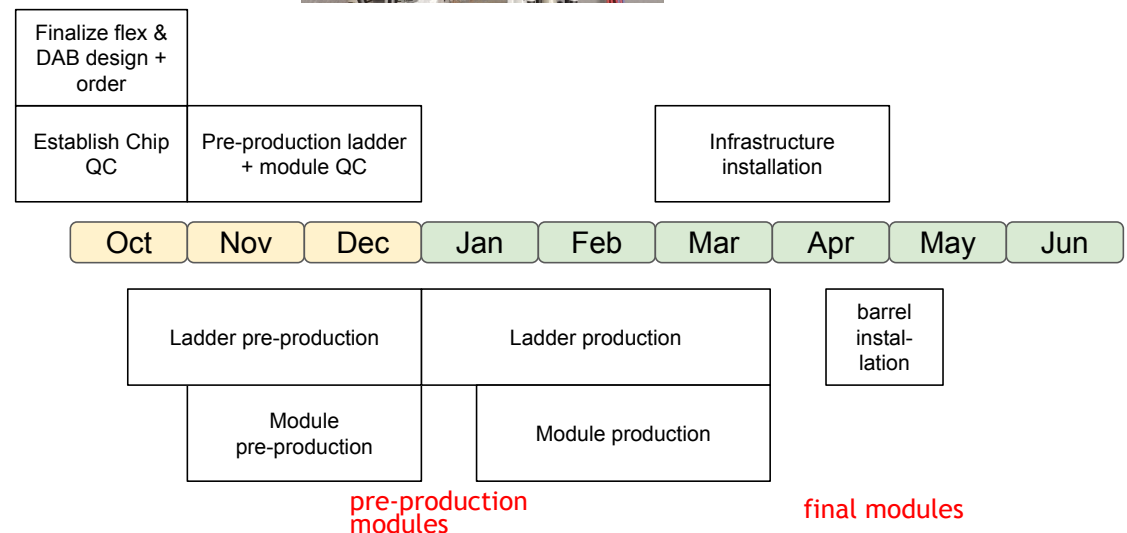 Finalize flex &
DAB design +
order
Establish Chip
QC
Pre-production ladder
+ module QC
Infrastructure
installation
Oct
Nov
Dec
Jan
Feb
Mar
Apr
May
Jun
Ladder pre-production
Ladder production
barrel
instal-
lation
Module
pre-production
Module production
pre-production
modules
final modules